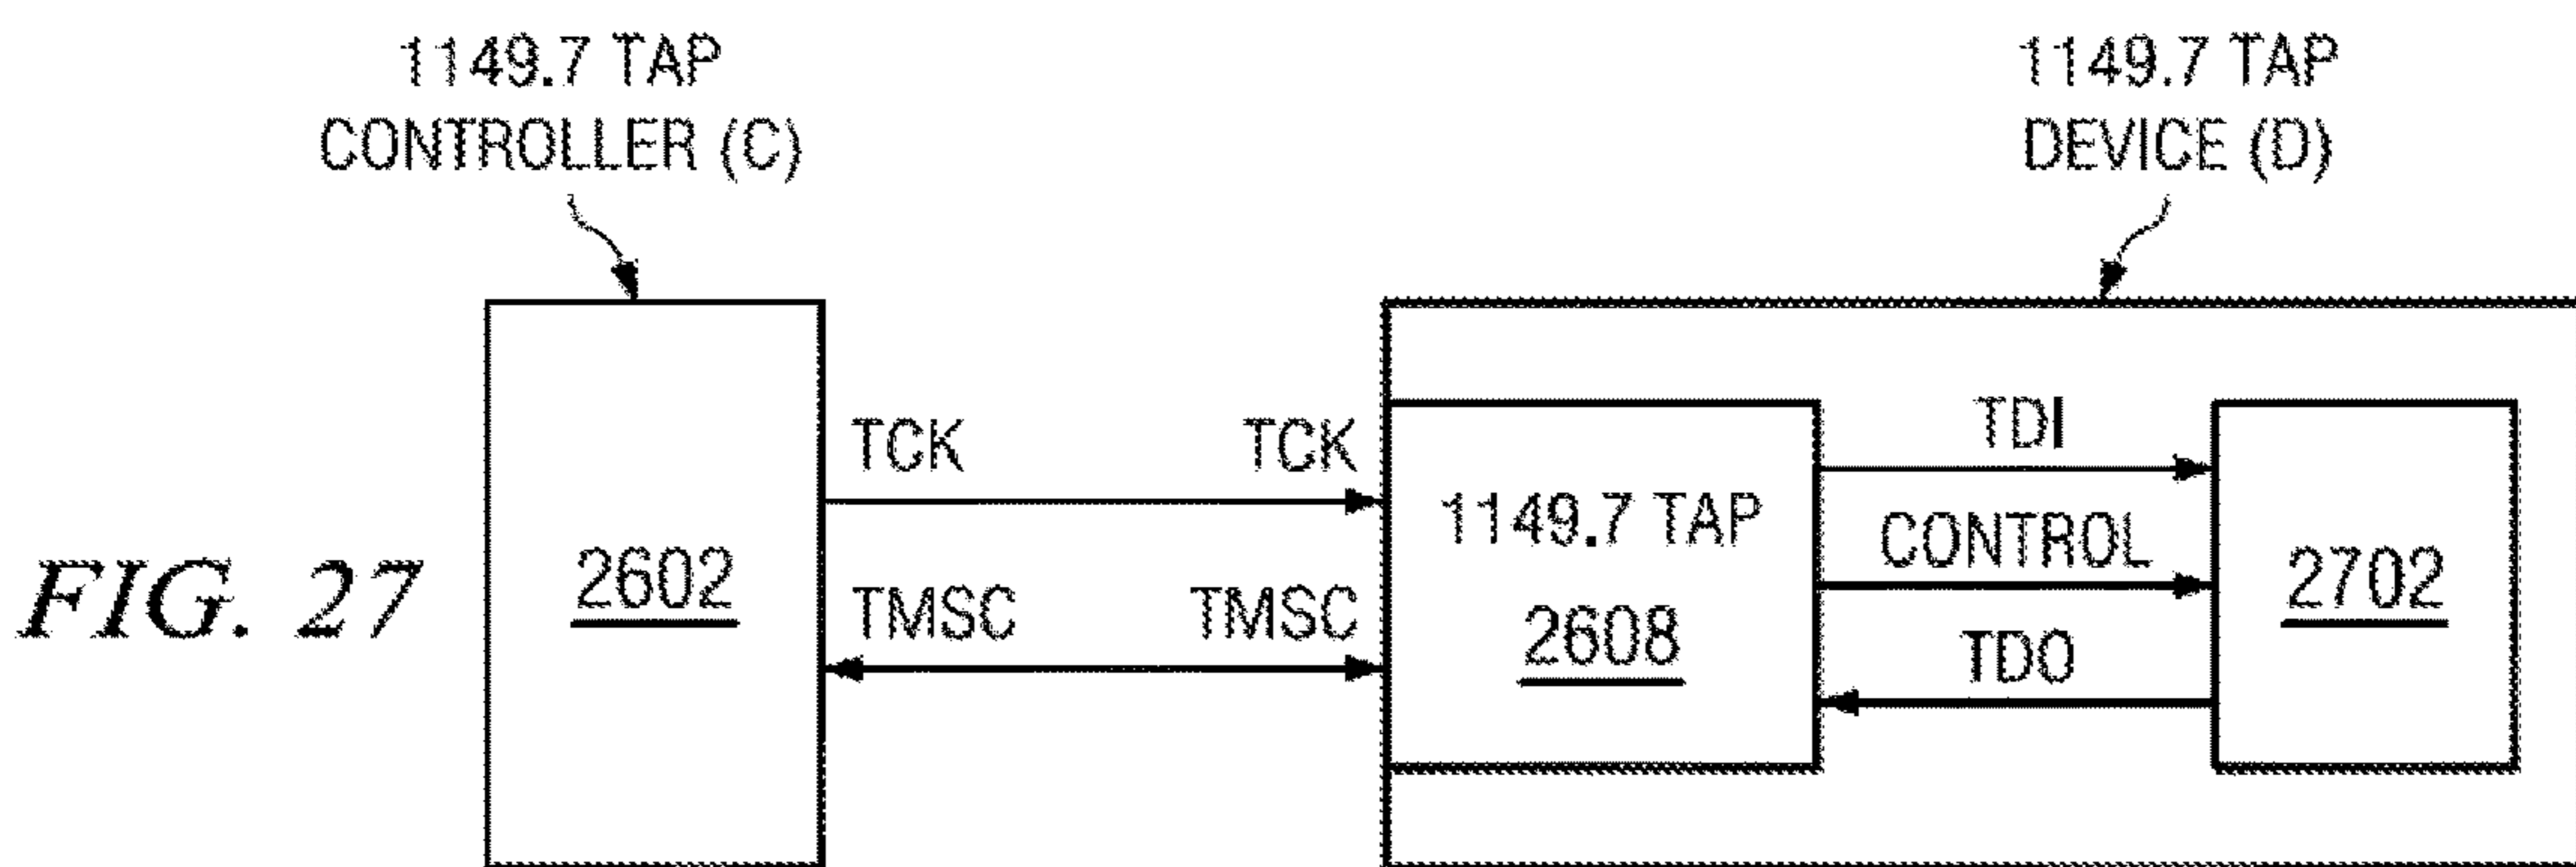 1149.7 TAP
CONTROLLER (C)
1149.7 TAP
DEVICE (D)
FIG. 27
2602
TCK
TCK
TMSC
TMSC
1149.7 TAP
2608
TDI
CONTROL
TDO
2702